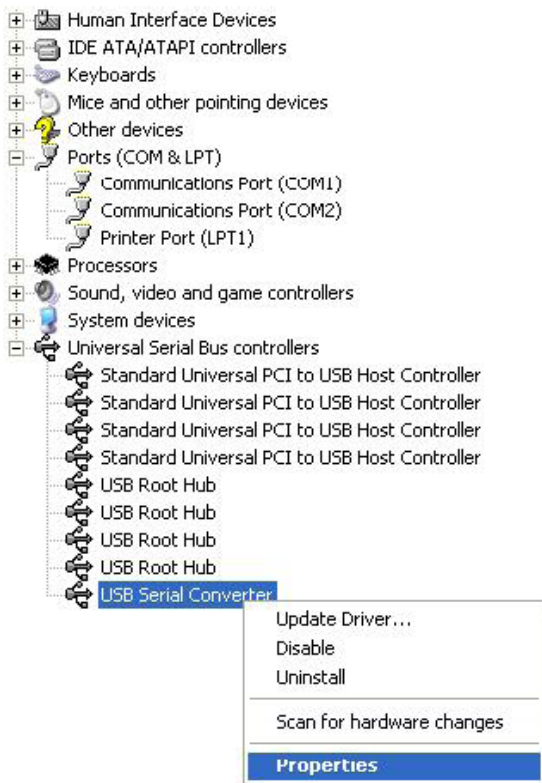 Human Interface Devices
IDE ATA/ATAPI controllers
Keyboards
Mice and other pointing devices
Other devices
Ports (COM & LPT)
Communications Port (COM1)
Communications Port (COM2)
Printer Port (LPT1)
Processors
Sound, video and game controllers
System devices
Universal Serial Bus controllers
Standard Universal PCI to USB Host Controller
Standard Universal PCI to USB Host Controller
Standard Universal PCI to USB Host Controller
Standard Universal PCI to USB Host Controller
USB Root Hub
USB Root Hub
USB Root Hub
USB Root Hub
USB Serial Converter
Update Driver...
Disable
Uninstall
Scan for hardware changes
Properties